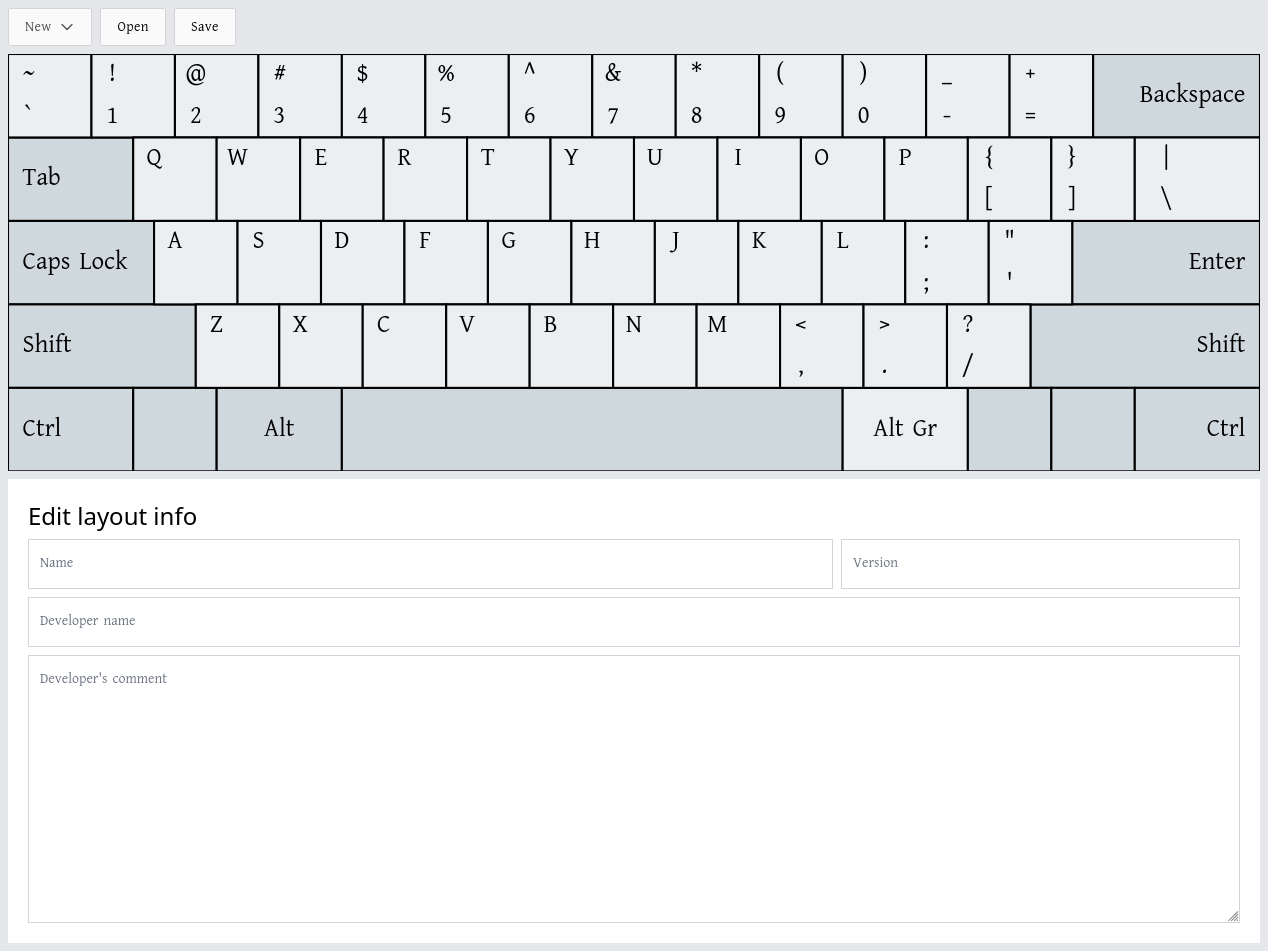 New Open Save
~ ! @ # $ % ^ & * ( ) _ +
` 1 2 3 4 5 6 7 8 9 0 - = Backspace
Q W E R T Y U I O P { } |
Tab [ ] \
A S D F G H J K L : "
Caps Lock ; ' Enter
Z X C V B N M < > ?
Shift , . / Shift
Ctrl Alt Alt Gr Ctrl
Edit layout info
Name Version
Developer name
Developer's comment